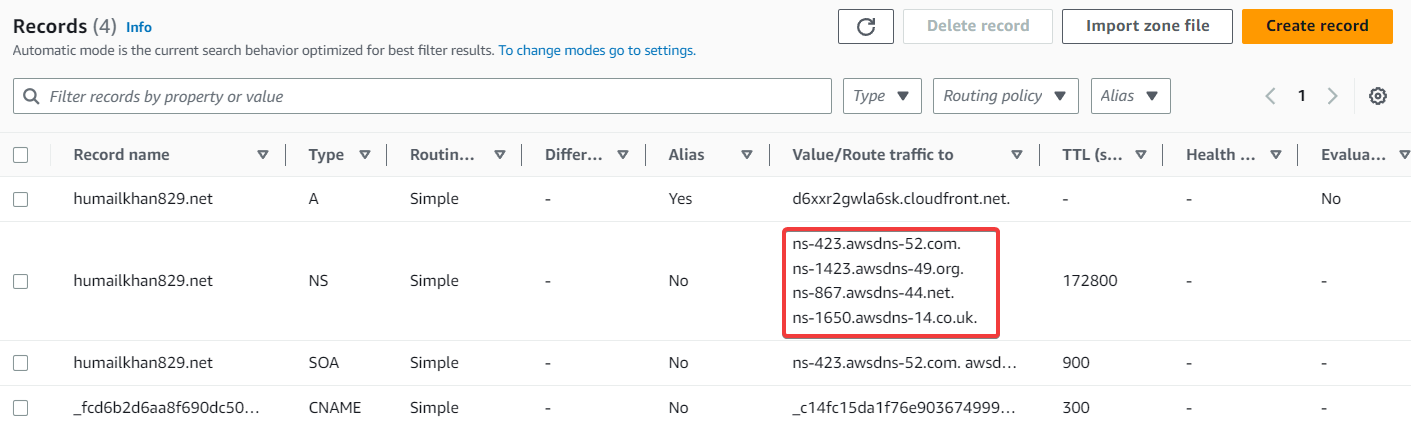 Records (4) Info
Delete record Import zone file Create record
Automatic mode is the current search behavior optimized for best filter results. To change modes go to settings.
Filter records by property or value Type Routing policy Alias 1
Record name Type Routin... Differ... Alias Value/Route traffic to TTL (s... Health ... Evalua...
humailkhan829.net A Simple - Yes d6xxr2gwla6sk.cloudfront.net. - - No
ns-423.awsdns-52.com.
ns-1423.awsdns-49.org.
humailkhan829.net NS Simple - No 172800 - -
ns-867.awsdns-44.net.
ns-1650.awsdns-14.co.uk.
humailkhan829.net SOA Simple - No ns-423.awsdns-52.com. awsd... 900 - -
_fcd6b2d6aa8f690dc50... CNAME Simple - No _c14fc15da1f76e903674999... 300 - -